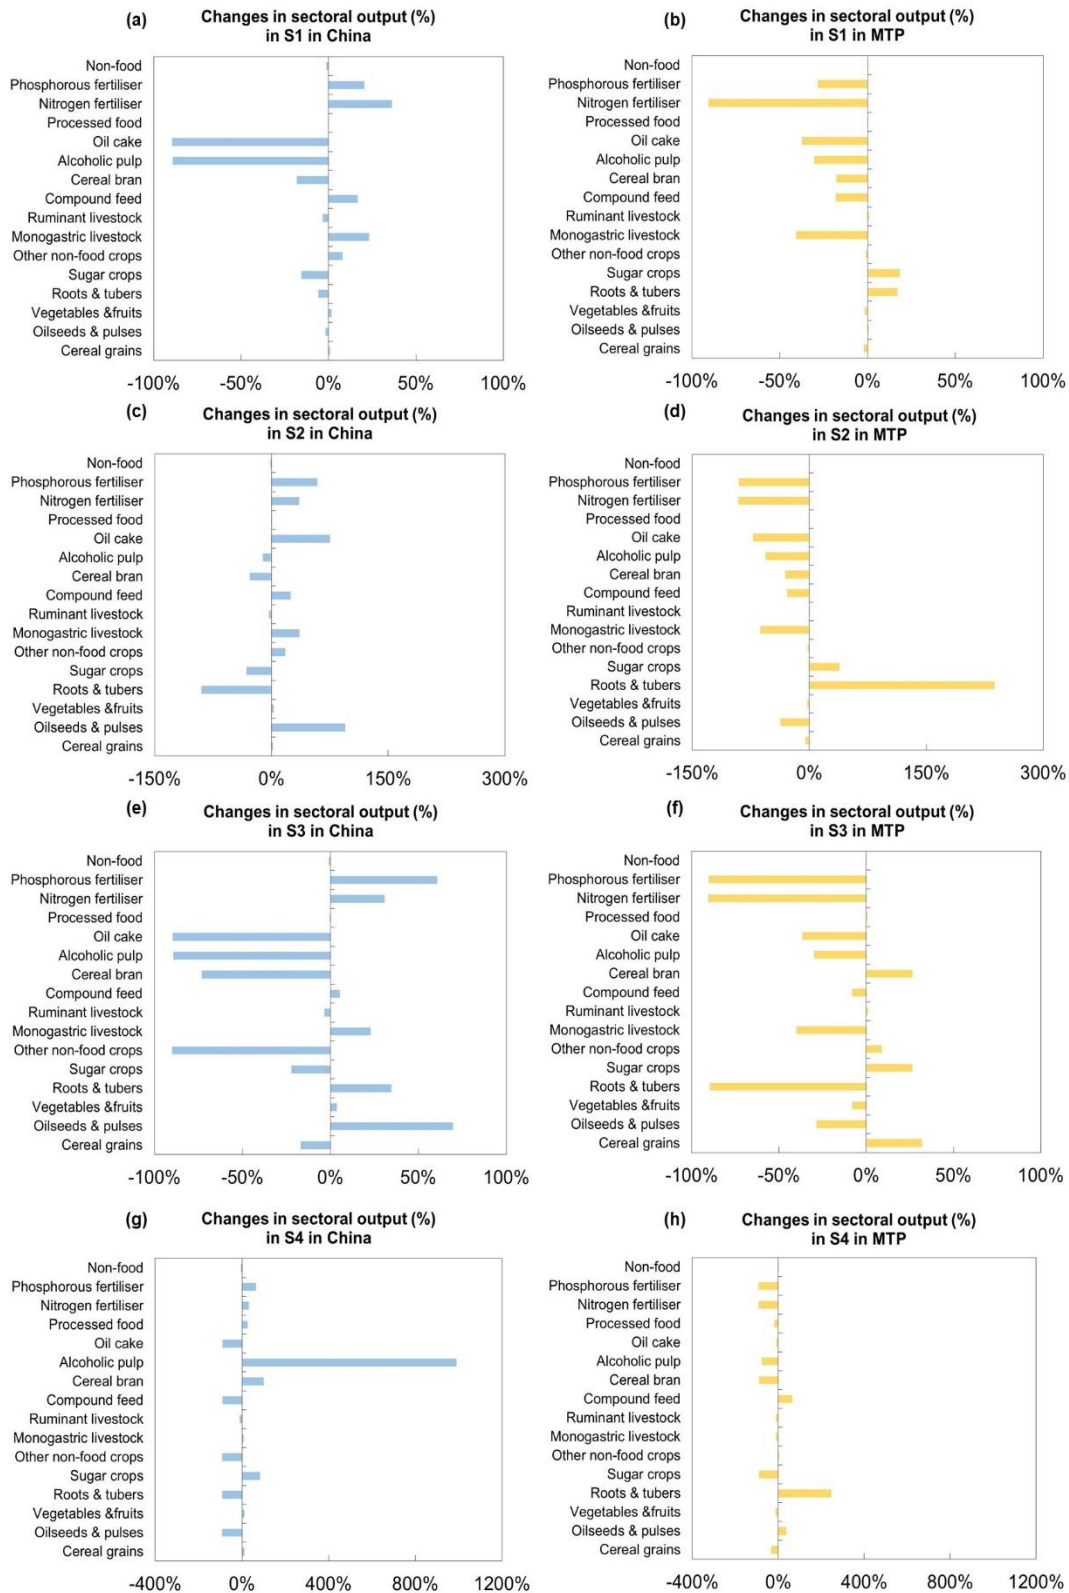 (a)
Changes in sectoral output (%)
in S1 in China
Non-food
Phosphorous fertiliser
Nitrogen fertiliser
Processed food
Oil cake
Alcoholic pulp
Cereal bran
Compound feed
Ruminant livestock
Monogastric livestock
Other non-food crops
Sugar crops
Roots & tubers
Vegetables &fruits
Oilseeds & pulses
Cereal grains
-100% -50% 0% 50% 100%
(b)
Changes in sectoral output (%)
in S1 in MTP
Non-food
Phosphorous fertiliser
Nitrogen fertiliser
Processed food
Oil cake
Alcoholic pulp
Cereal bran
Compound feed
Ruminant livestock
Monogastric livestock
Other non-food crops
Sugar crops
Roots & tubers
Vegetables &fruits
Oilseeds & pulses
Cereal grains
-100% -50% 0% 50% 100%
(c)
Changes in sectoral output (%)
in S2 in China
Non-food
Phosphorous fertiliser
Nitrogen fertiliser
Processed food
Oil cake
Alcoholic pulp
Cereal bran
Compound feed
Ruminant livestock
Monogastric livestock
Other non-food crops
Sugar crops
Roots & tubers
Vegetables &fruits
Oilseeds & pulses
Cereal grains
-150% 0% 150% 300%
(d)
Changes in sectoral output (%)
in S2 in MTP
Non-food
Phosphorous fertiliser
Nitrogen fertiliser
Processed food
Oil cake
Alcoholic pulp
Cereal bran
Compound feed
Ruminant livestock
Monogastric livestock
Other non-food crops
Sugar crops
Roots & tubers
Vegetables &fruits
Oilseeds & pulses
Cereal grains
-150% 0% 150% 300%
(e)
Changes in sectoral output (%)
in S3 in China
Non-food
Phosphorous fertiliser
Nitrogen fertiliser
Processed food
Oil cake
Alcoholic pulp
Cereal bran
Compound feed
Ruminant livestock
Monogastric livestock
Other non-food crops
Sugar crops
Roots & tubers
Vegetables &fruits
Oilseeds & pulses
Cereal grains
-100% -50% 0% 50% 100%
(f)
Changes in sectoral output (%)
in S3 in MTP
Non-food
Phosphorous fertiliser
Nitrogen fertiliser
Processed food
Oil cake
Alcoholic pulp
Cereal bran
Compound feed
Ruminant livestock
Monogastric livestock
Other non-food crops
Sugar crops
Roots & tubers
Vegetables &fruits
Oilseeds & pulses
Cereal grains
-100% -50% 0% 50% 100%
(g)
Changes in sectoral output (%)
in S4 in China
Non-food
Phosphorous fertiliser
Nitrogen fertiliser
Processed food
Oil cake
Alcoholic pulp
Cereal bran
Compound feed
Ruminant livestock
Monogastric livestock
Other non-food crops
Sugar crops
Roots & tubers
Vegetables &fruits
Oilseeds & pulses
Cereal grains
-400% 0% 400% 800% 1200%
(h)
Changes in sectoral output (%)
in S4 in MTP
Non-food
Phosphorous fertiliser
Nitrogen fertiliser
Processed food
Oil cake
Alcoholic pulp
Cereal bran
Compound feed
Ruminant livestock
Monogastric livestock
Other non-food crops
Sugar crops
Roots & tubers
Vegetables &fruits
Oilseeds & pulses
Cereal grains
-400% 0% 400% 800% 1200%